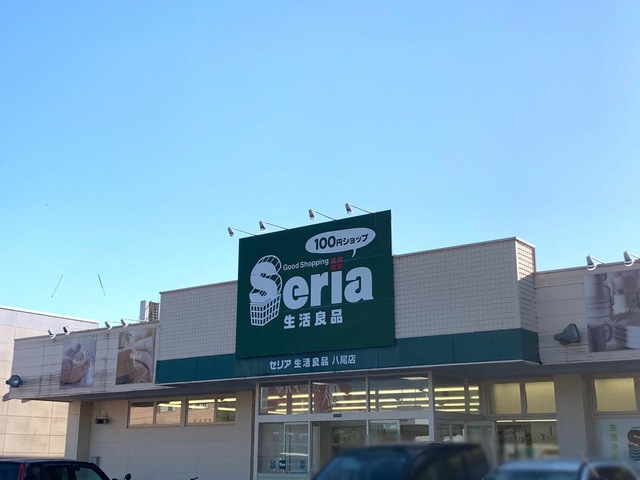 100円ショップ
Good Shopping
Seria
生活良品
セリア 生活良品 八尾店